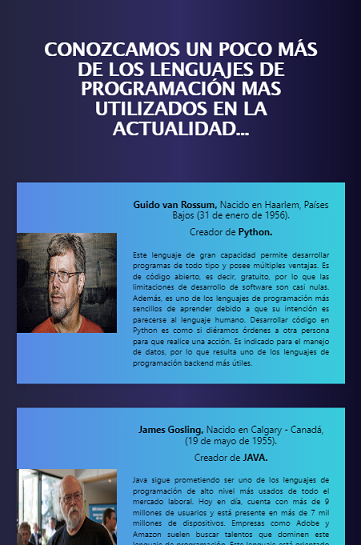 CONOZCAMOS UN POCO MÁS
DE LOS LENGUAJES DE
PROGRAMACIÓN MAS
UTILIZADOS EN LA
ACTUALIDAD...
Guido van Rossum, Nacido en Haarlem, Países
Bajos (31 de enero de 1956).
Creador de Python.
Este lenguaje de gran capacidad permite desarrollar
programas de todo tipo y posee múltiples ventajas. Es
de código abierto, es decir, gratuito, por lo que las
limitaciones de desarrollo de software son casi nulas.
Además, es uno de los lenguajes de programación más
sencillos de aprender debido a que su intención es
parecerse al lenguaje humano. Desarrollar código en
Python es como si diéramos órdenes a otra persona
para que realice una acción. Es indicado para el manejo
de datos, por lo que resulta uno de los lenguajes de
programación backend más útiles.
James Gosling, Nacido en Calgary - Canadá,
(19 de mayo de 1955).
Creador de JAVA.
Java sigue prometiendo ser uno de los lenguajes de
programación de alto nivel más usados de todo el
mercado laboral. Hoy en día, cuenta con más de 9
millones de usuarios y está presente en más de 7 mil
millones de dispositivos. Empresas como Adobe y
Amazon suelen buscar talentos que dominen este
lenguaje de programación. Este lenguaje está orientado